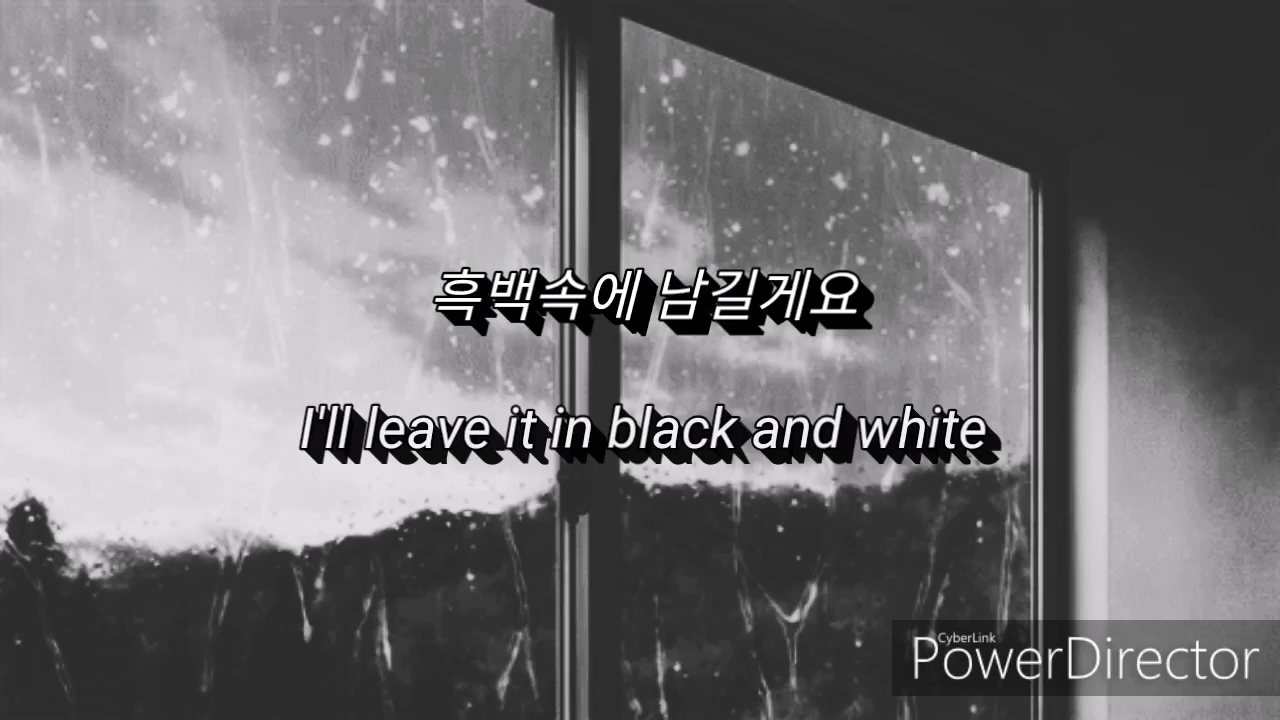 흑백속에 남길게요
I'll leave it in black and white
CyberLink
PowerDirector